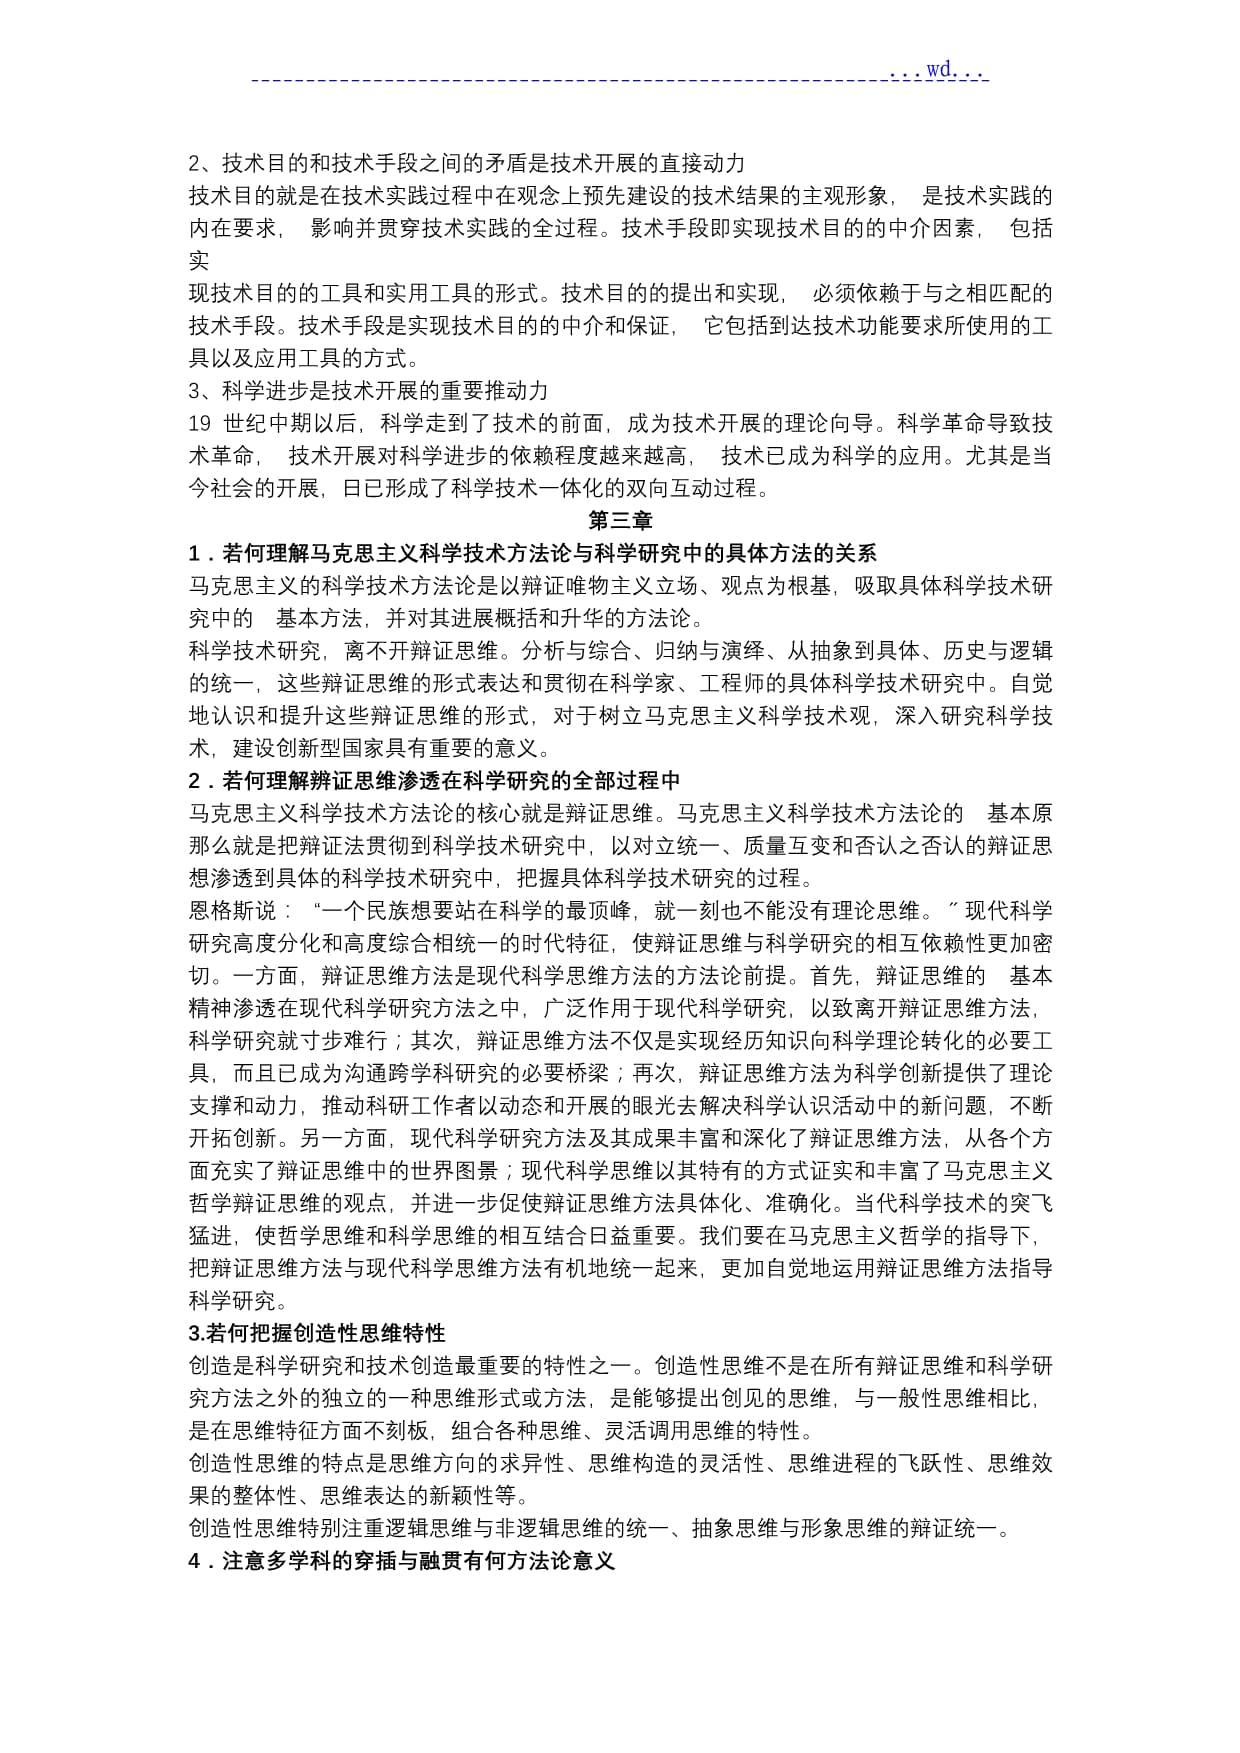 ...wd...
2、技术目的和技术手段之间的矛盾是技术开展的直接动力
技术目的就是在技术实践过程中在观念上预先建设的技术结果的主观形象， 是技术实践的
内在要求， 影响并贯穿技术实践的全过程。技术手段即实现技术目的的中介因素， 包括
实
现技术目的的工具和实用工具的形式。技术目的的提出和实现， 必须依赖于与之相匹配的
技术手段。技术手段是实现技术目的的中介和保证， 它包括到达技术功能要求所使用的工
具以及应用工具的方式。
3、科学进步是技术开展的重要推动力
19 世纪中期以后，科学走到了技术的前面，成为技术开展的理论向导。科学革命导致技
术革命， 技术开展对科学进步的依赖程度越来越高， 技术已成为科学的应用。尤其是当
今社会的开展，日已形成了科学技术一体化的双向互动过程。
第三章
1．若何理解马克思主义科学技术方法论与科学研究中的具体方法的关系
马克思主义的科学技术方法论是以辩证唯物主义立场、观点为根基，吸取具体科学技术研
究中的 基本方法，并对其进展概括和升华的方法论。
科学技术研究，离不开辩证思维。分析与综合、归纳与演绎、从抽象到具体、历史与逻辑
的统一，这些辩证思维的形式表达和贯彻在科学家、工程师的具体科学技术研究中。自觉
地认识和提升这些辩证思维的形式，对于树立马克思主义科学技术观，深入研究科学技
术，建设创新型国家具有重要的意义。
2．若何理解辨证思维渗透在科学研究的全部过程中
马克思主义科学技术方法论的核心就是辩证思维。马克思主义科学技术方法论的 基本原
那么就是把辩证法贯彻到科学技术研究中，以对立统一、质量互变和否认之否认的辩证思
想渗透到具体的科学技术研究中，把握具体科学技术研究的过程。
恩格斯说： “一个民族想要站在科学的最顶峰，就一刻也不能没有理论思维。〞现代科学
研究高度分化和高度综合相统一的时代特征，使辩证思维与科学研究的相互依赖性更加密
切。一方面，辩证思维方法是现代科学思维方法的方法论前提。首先，辩证思维的 基本
精神渗透在现代科学研究方法之中，广泛作用于现代科学研究，以致离开辩证思维方法，
科学研究就寸步难行；其次，辩证思维方法不仅是实现经历知识向科学理论转化的必要工
具，而且已成为沟通跨学科研究的必要桥梁；再次，辩证思维方法为科学创新提供了理论
支撑和动力，推动科研工作者以动态和开展的眼光去解决科学认识活动中的新问题，不断
开拓创新。另一方面，现代科学研究方法及其成果丰富和深化了辩证思维方法，从各个方
面充实了辩证思维中的世界图景；现代科学思维以其特有的方式证实和丰富了马克思主义
哲学辩证思维的观点，并进一步促使辩证思维方法具体化、准确化。当代科学技术的突飞
猛进，使哲学思维和科学思维的相互结合日益重要。我们要在马克思主义哲学的指导下，
把辩证思维方法与现代科学思维方法有机地统一起来，更加自觉地运用辩证思维方法指导
科学研究。
3.若何把握创造性思维特性
创造是科学研究和技术创造最重要的特性之一。创造性思维不是在所有辩证思维和科学研
究方法之外的独立的一种思维形式或方法，是能够提出创见的思维，与一般性思维相比，
是在思维特征方面不刻板，组合各种思维、灵活调用思维的特性。
创造性思维的特点是思维方向的求异性、思维构造的灵活性、思维进程的飞跃性、思维效
果的整体性、思维表达的新颖性等。
创造性思维特别注重逻辑思维与非逻辑思维的统一、抽象思维与形象思维的辩证统一。
4．注意多学科的穿插与融贯有何方法论意义